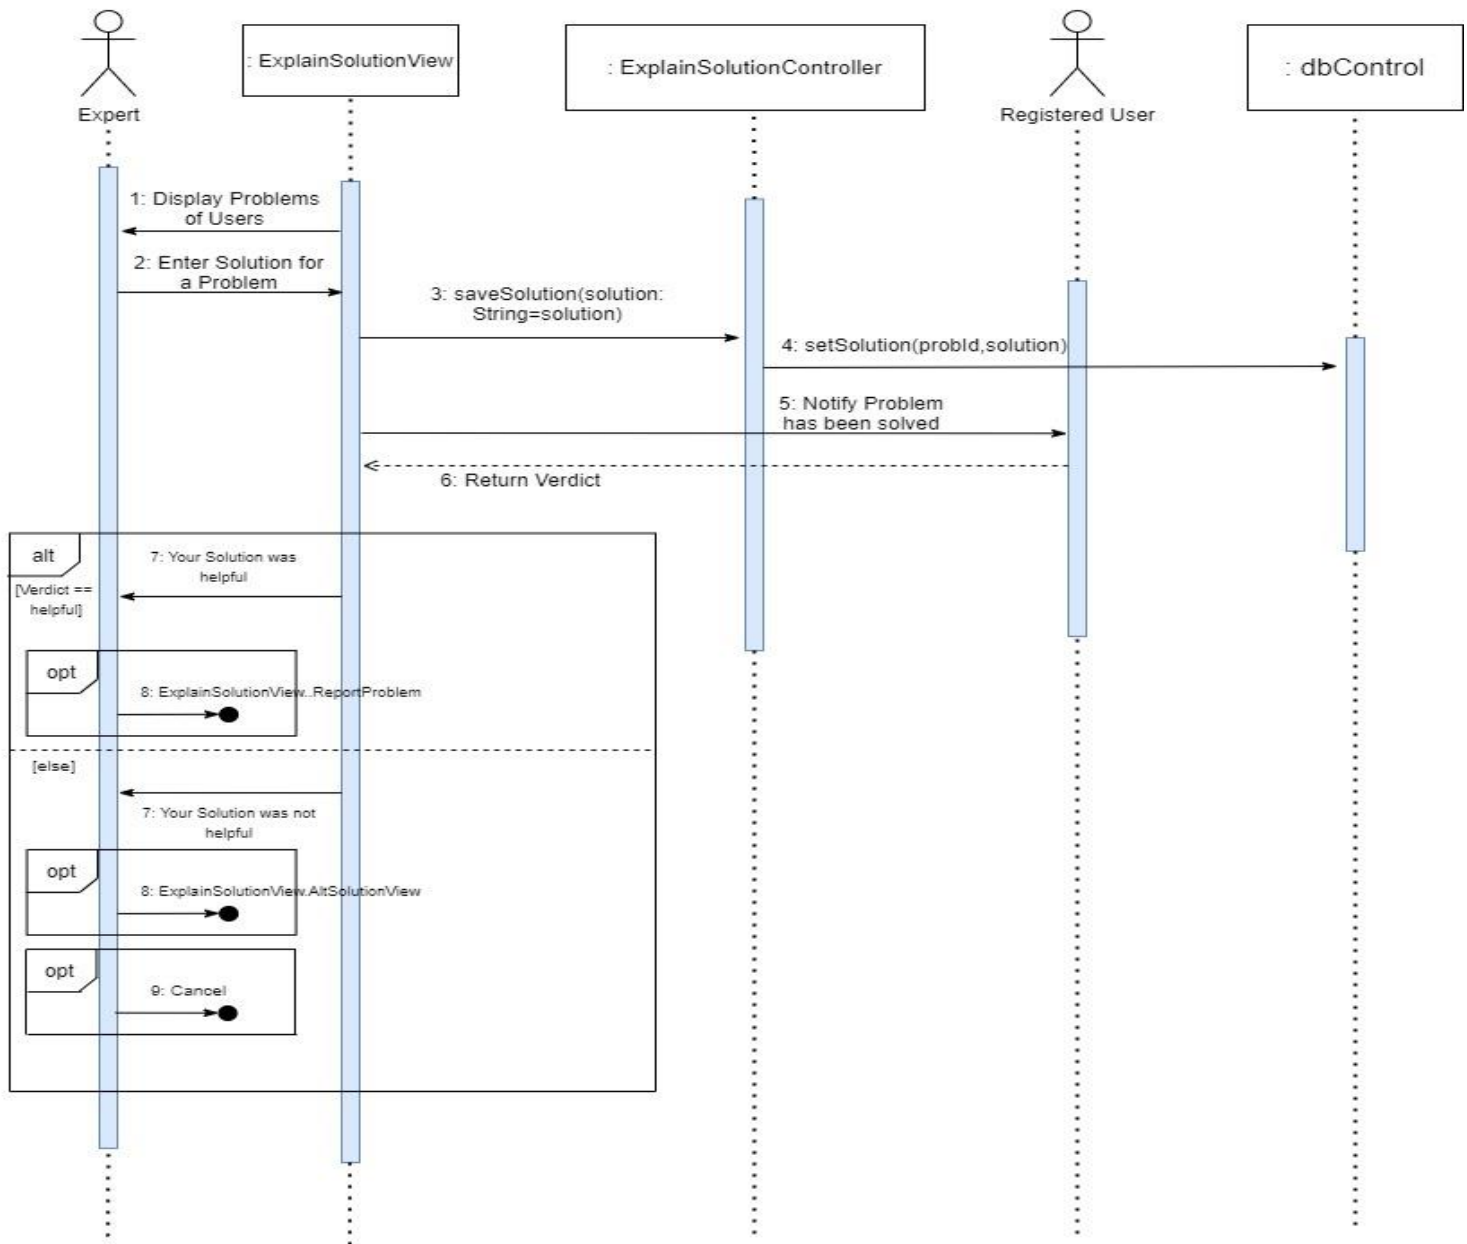 : ExplainSolutionView
: ExplainSolutionController
: dbControl
Expert
Registered User
1: Display Problems
of Users
2: Enter Solution for
a Problem
3: saveSolution(solution:
String=solution)
4: setSolution(probId,solution)
5: Notify Problem
has been solved
6: Return Verdict
alt
7: Your Solution was
helpful
[Verdict ==
helpful]
opt
8: ExplainSolutionView..ReportProblem
[else]
7: Your Solution was not
helpful
opt
8: ExplainSolutionView.AltSolutionView
opt
9: Cancel